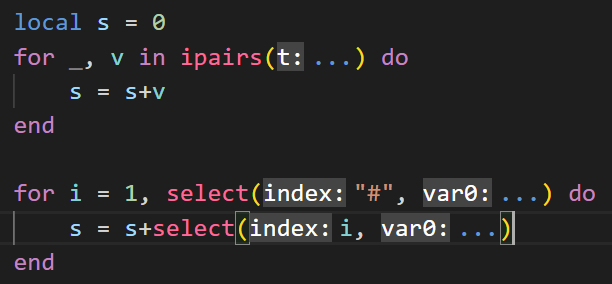 local s = 0
for _, v in ipairs(t: ...) do
    s = s+v
end

for i = 1, select(index: "#", var0: ...) do
    s = s+select(index: i, var0: ...)
end